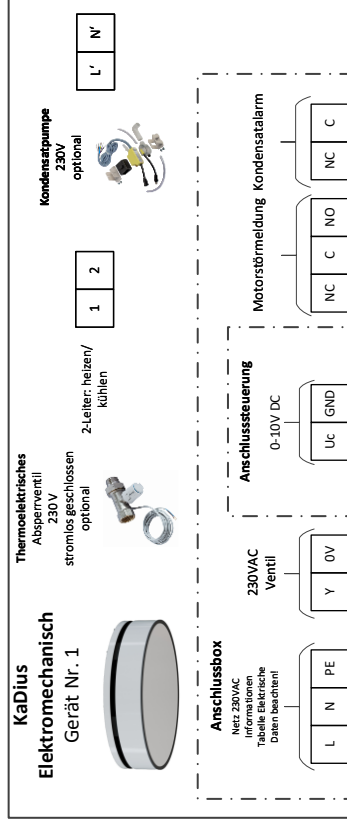 KaDius
Elektromechanisch
Gerät Nr. 1
Thermoelektrisches
Absperrventil
230 V
stromlos geschlossen
optional
2-Leiter: heizen/
kühlen
1 2
Kondensatpumpe
230V
optional
L' N'
Anschlussbox
Netz 230VAC
Informationen
Tabelle Elektrische
Daten beachten!
L N PE
230VAC
Ventil
Y 0V
Anschlusssteuerung
0-10V DC
Uc GND
Motorstörmeldung
NC C NO
Kondensatalarm
NC C